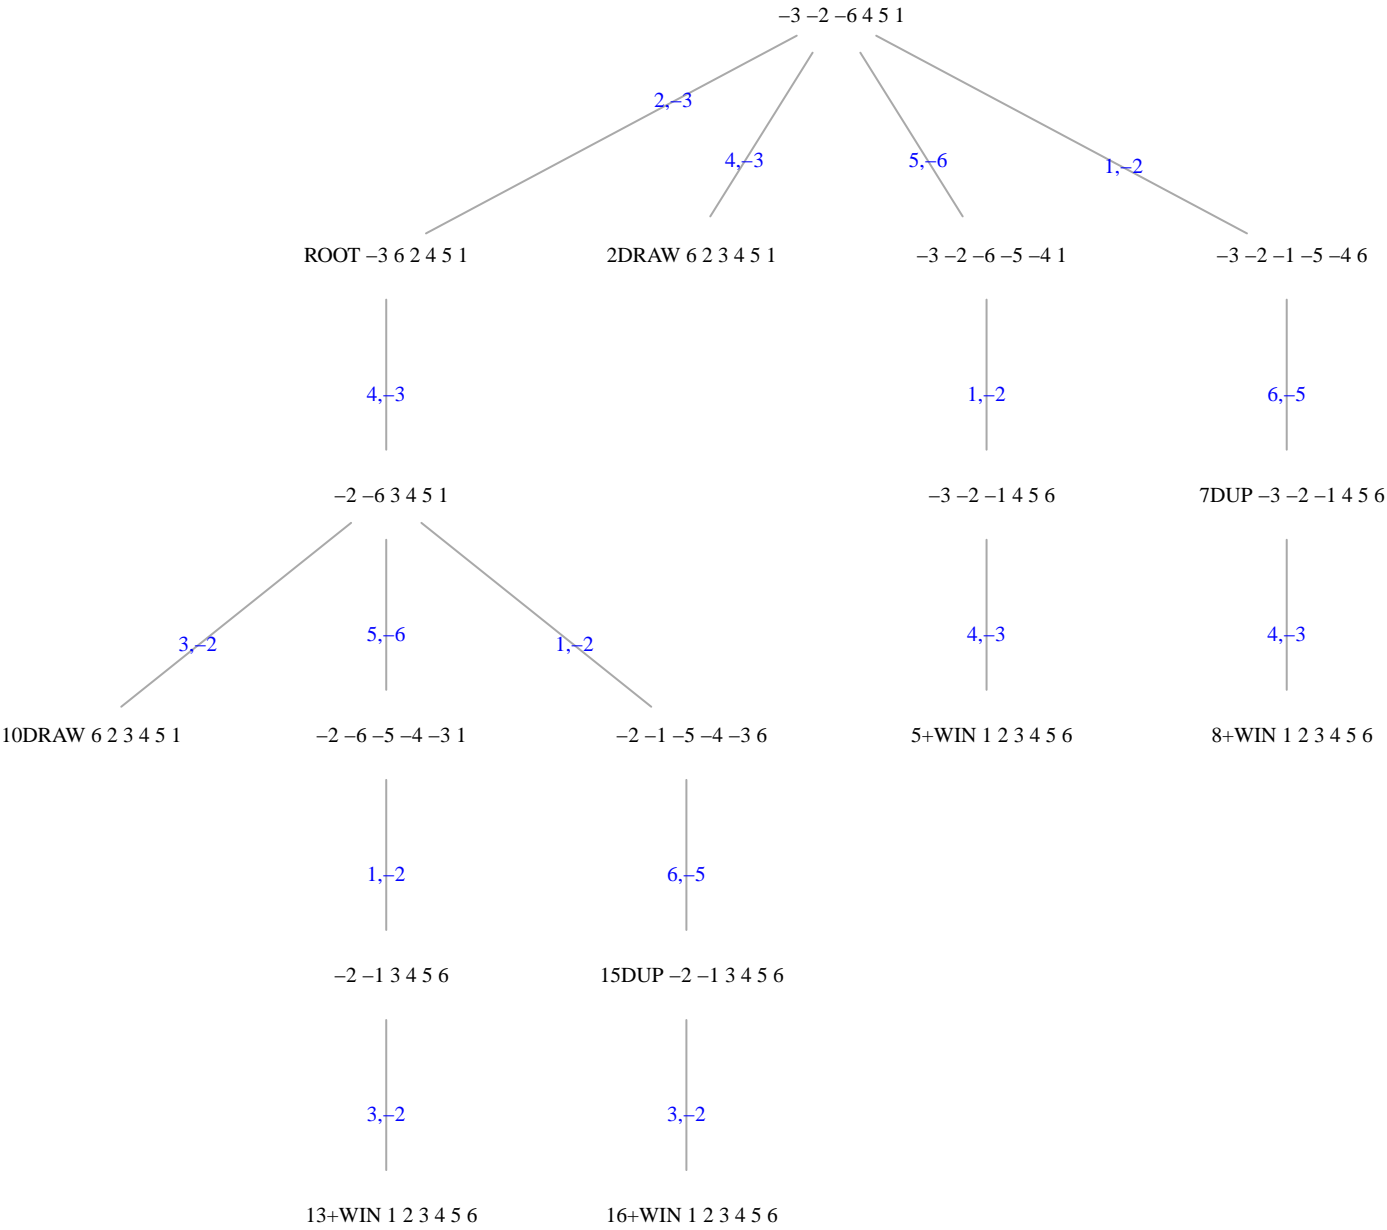 –3 –2 –6 4 5 1
2,–3
4,–3
5,–6
1,–2
ROOT –3 6 2 4 5 1
2DRAW 6 2 3 4 5 1
–3 –2 –6 –5 –4 1
–3 –2 –1 –5 –4 6
4,–3
1,–2
6,–5
–2 –6 3 4 5 1
–3 –2 –1 4 5 6
7DUP –3 –2 –1 4 5 6
3,–2
5,–6
1,–2
4,–3
4,–3
10DRAW 6 2 3 4 5 1
–2 –6 –5 –4 –3 1
–2 –1 –5 –4 –3 6
5+WIN 1 2 3 4 5 6
8+WIN 1 2 3 4 5 6
1,–2
6,–5
–2 –1 3 4 5 6
15DUP –2 –1 3 4 5 6
3,–2
3,–2
13+WIN 1 2 3 4 5 6
16+WIN 1 2 3 4 5 6